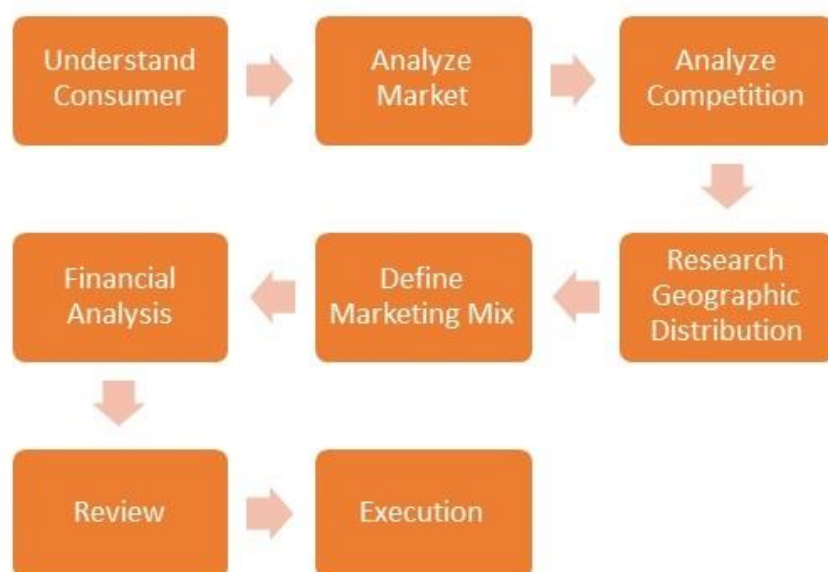 Understand
Consumer
Analyze
Market
Analyze
Competition
Research
Geographic
Distribution
Define
Marketing Mix
Financial
Analysis
Review
Execution